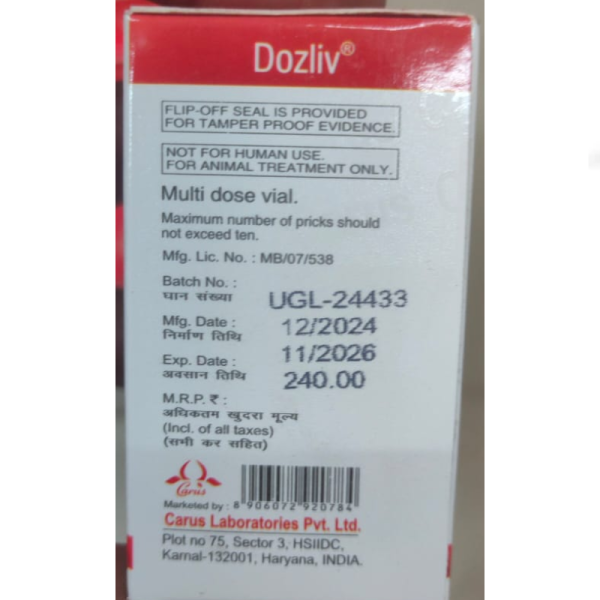 Dozliv®
FLIP-OFF SEAL IS PROVIDED
FOR TAMPER PROOF EVIDENCE.
NOT FOR HUMAN USE.
FOR ANIMAL TREATMENT ONLY.
Multi dose vial.
Maximum number of pricks should
not exceed ten.
Mfg. Lic. No. : MB/07/538
Batch No. :
घान संख्या
UGL-24433
Mfg. Date :
निर्माण तिथि
12/2024
Exp. Date :
अवसान तिथि
11/2026
240.00
M.R.P. ₹ :
अधिकतम खुदरा मूल्य
(Incl. of all taxes)
(सभी कर सहित)
Carus
Marketed by :
8 906072 920784
Carus Laboratories Pvt. Ltd.
Plot no 75, Sector 3, HSIIDC,
Karnal-132001, Haryana, INDIA.